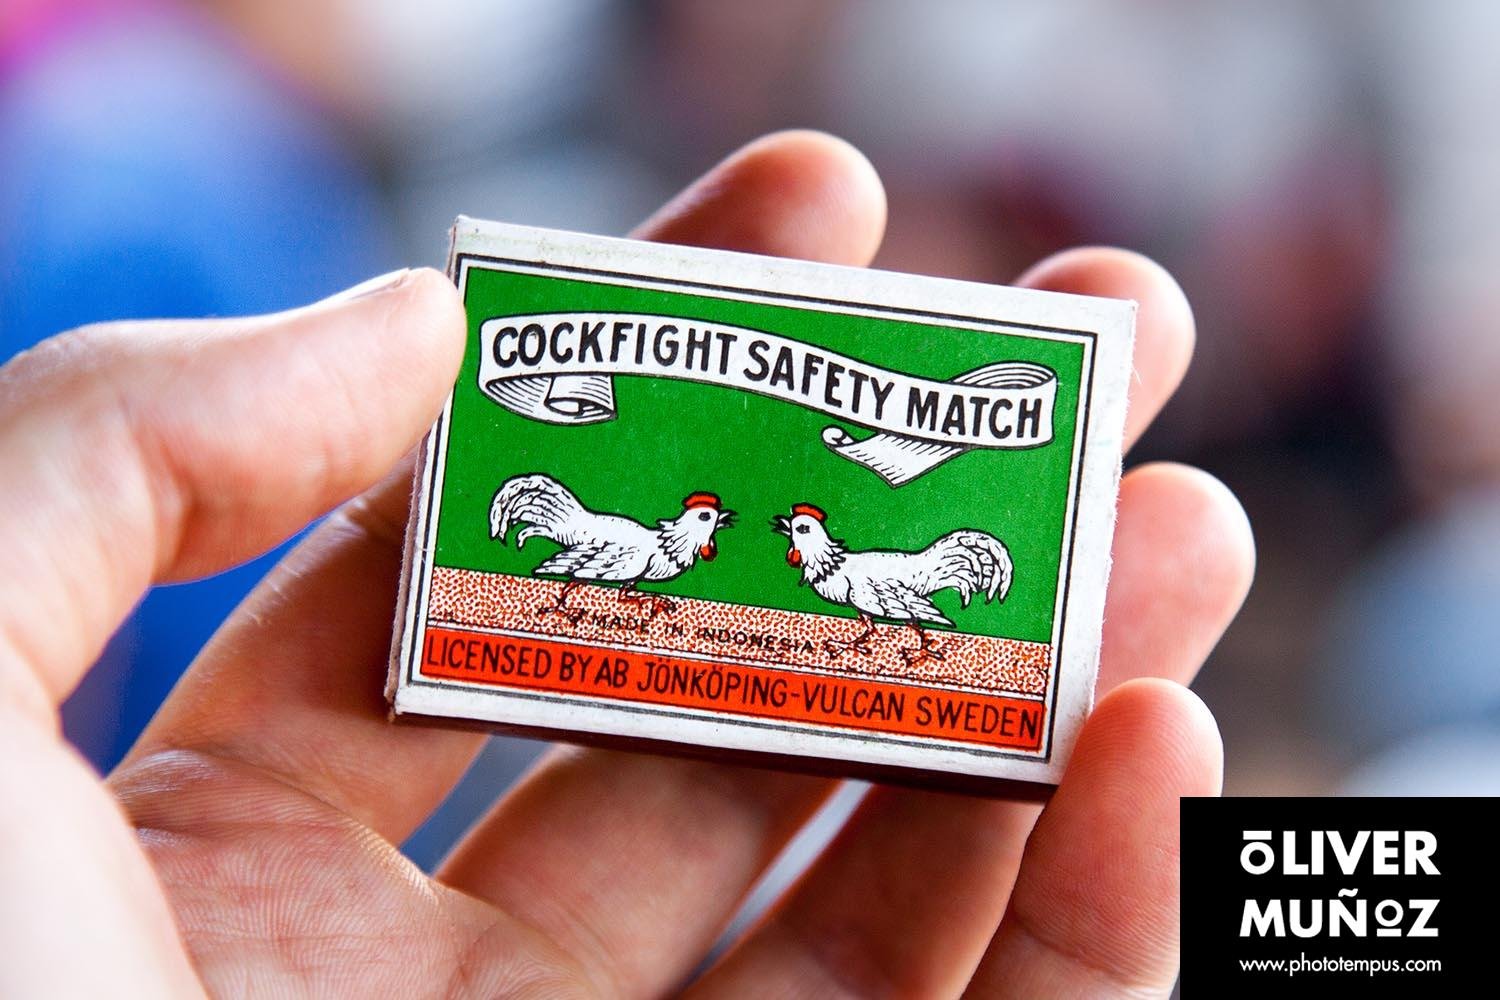 COCKFIGHT SAFETY MATCH
MADE IN INDONESIA
LICENSED BY AB JÖNKÖPING-VULCAN SWEDEN
ŌLIVER
MUÑOZ
www.phototempus.com